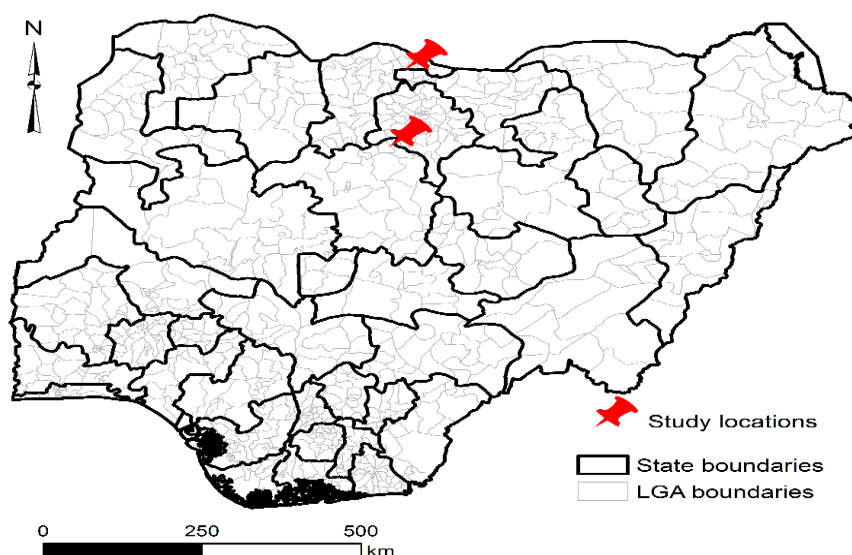 N
Study locations
State boundaries
LGA boundaries
0 250 500
km